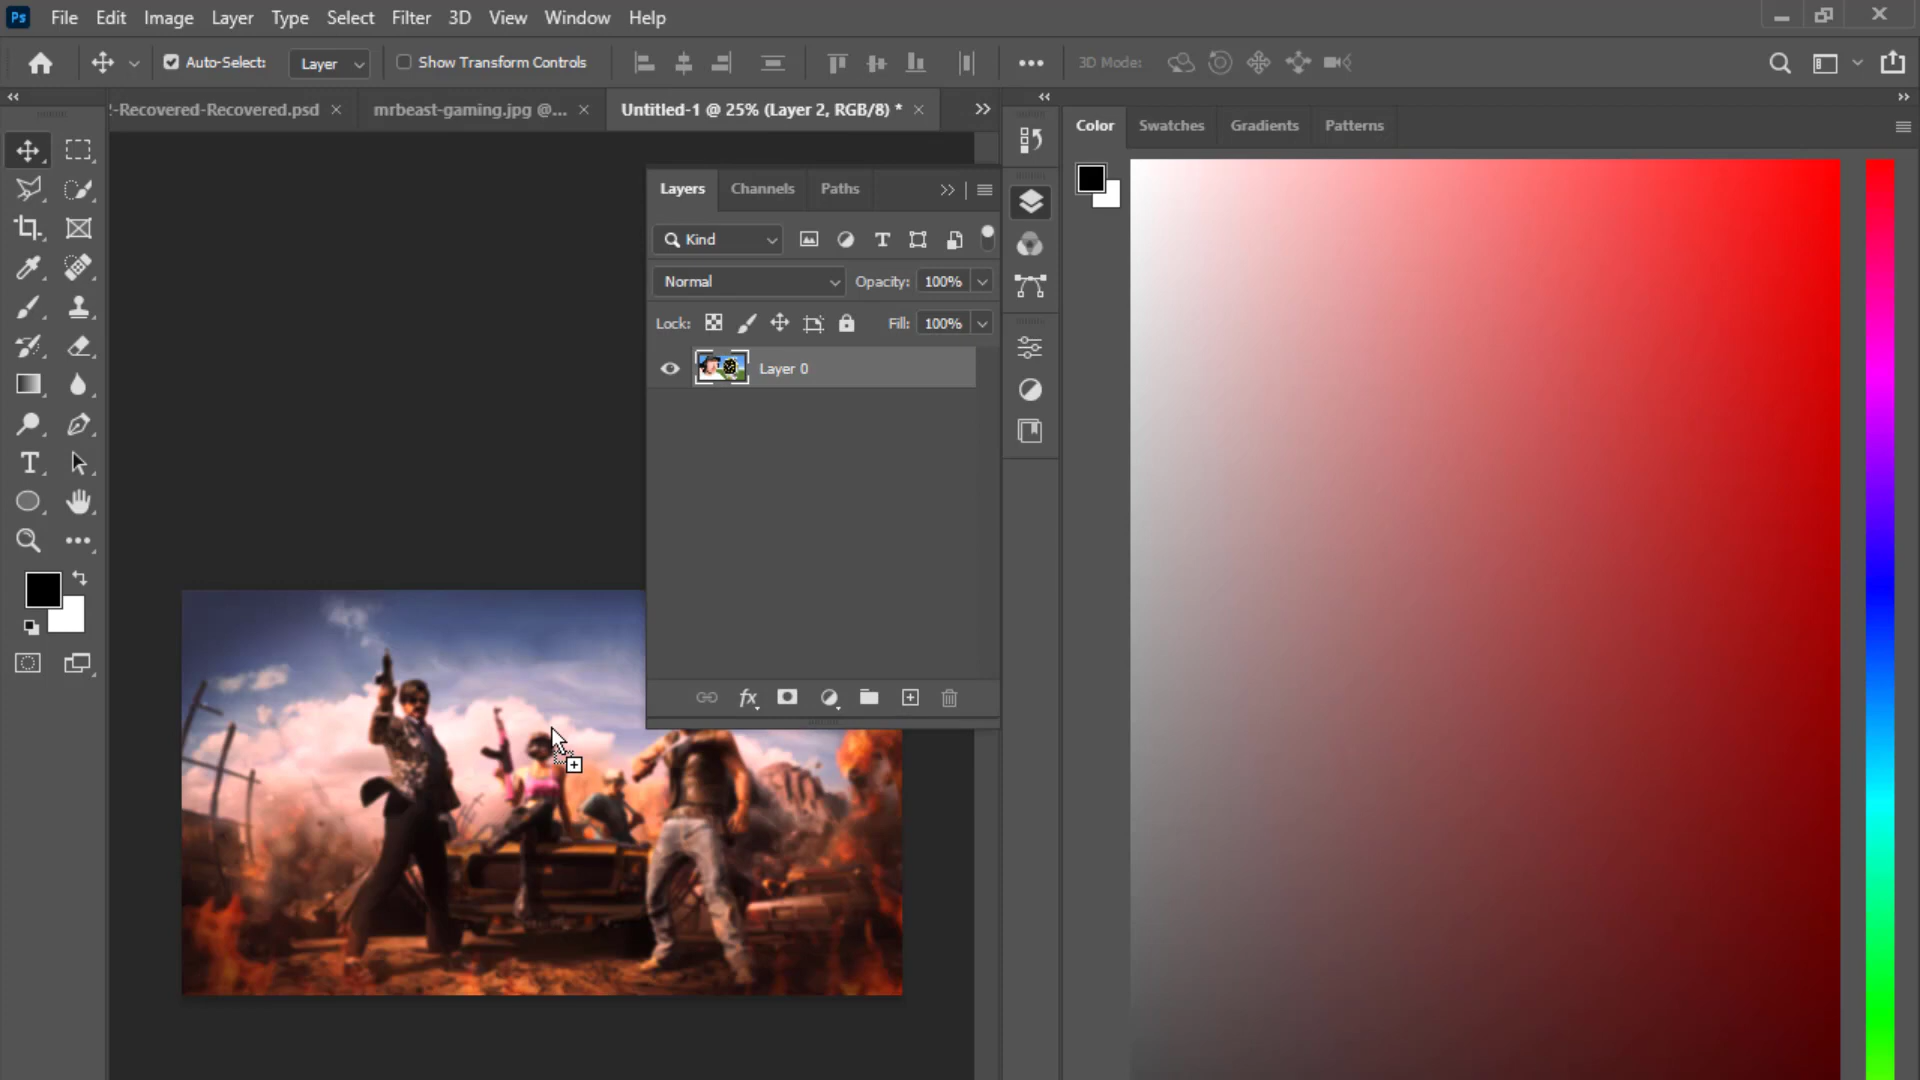 Ps File Edit Image Layer Type Select Filter 3D View Window Help
Auto-Select: Layer Show Transform Controls 3D Mode:
-Recovered-Recovered.psd mrbeast-gaming.jpg @... Untitled-1 @ 25% (Layer 2, RGB/8) *
Color Swatches Gradients Patterns
Layers Channels Paths
Kind
Normal Opacity: 100%
Lock: Fill: 100%
Layer 0
fx